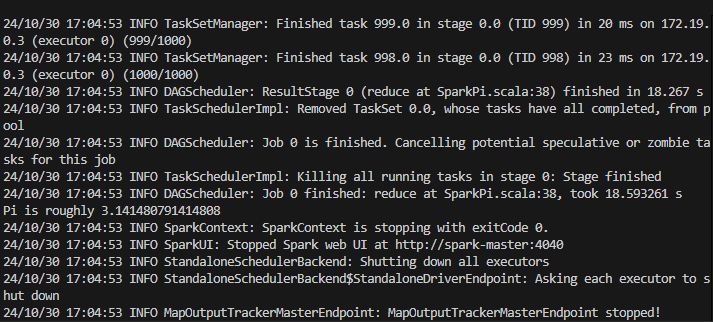 24/10/30 17:04:53 INFO TaskSetManager: Finished task 999.0 in stage 0.0 (TID 999) in 20 ms on 172.19.
0.3 (executor 0) (999/1000)
24/10/30 17:04:53 INFO TaskSetManager: Finished task 998.0 in stage 0.0 (TID 998) in 23 ms on 172.19.
0.3 (executor 0) (1000/1000)
24/10/30 17:04:53 INFO DAGScheduler: ResultStage 0 (reduce at SparkPi.scala:38) finished in 18.267 s
24/10/30 17:04:53 INFO TaskSchedulerImpl: Removed TaskSet 0.0, whose tasks have all completed, from p
ool
24/10/30 17:04:53 INFO DAGScheduler: Job 0 is finished. Cancelling potential speculative or zombie ta
sks for this job
24/10/30 17:04:53 INFO TaskSchedulerImpl: Killing all running tasks in stage 0: Stage finished
24/10/30 17:04:53 INFO DAGScheduler: Job 0 finished: reduce at SparkPi.scala:38, took 18.593261 s
Pi is roughly 3.141480791414808
24/10/30 17:04:53 INFO SparkContext: SparkContext is stopping with exitCode 0.
24/10/30 17:04:53 INFO SparkUI: Stopped Spark web UI at http://spark-master:4040
24/10/30 17:04:53 INFO StandaloneSchedulerBackend: Shutting down all executors
24/10/30 17:04:53 INFO StandaloneSchedulerBackend$StandaloneDriverEndpoint: Asking each executor to s
hut down
24/10/30 17:04:53 INFO MapOutputTrackerMasterEndpoint: MapOutputTrackerMasterEndpoint stopped!